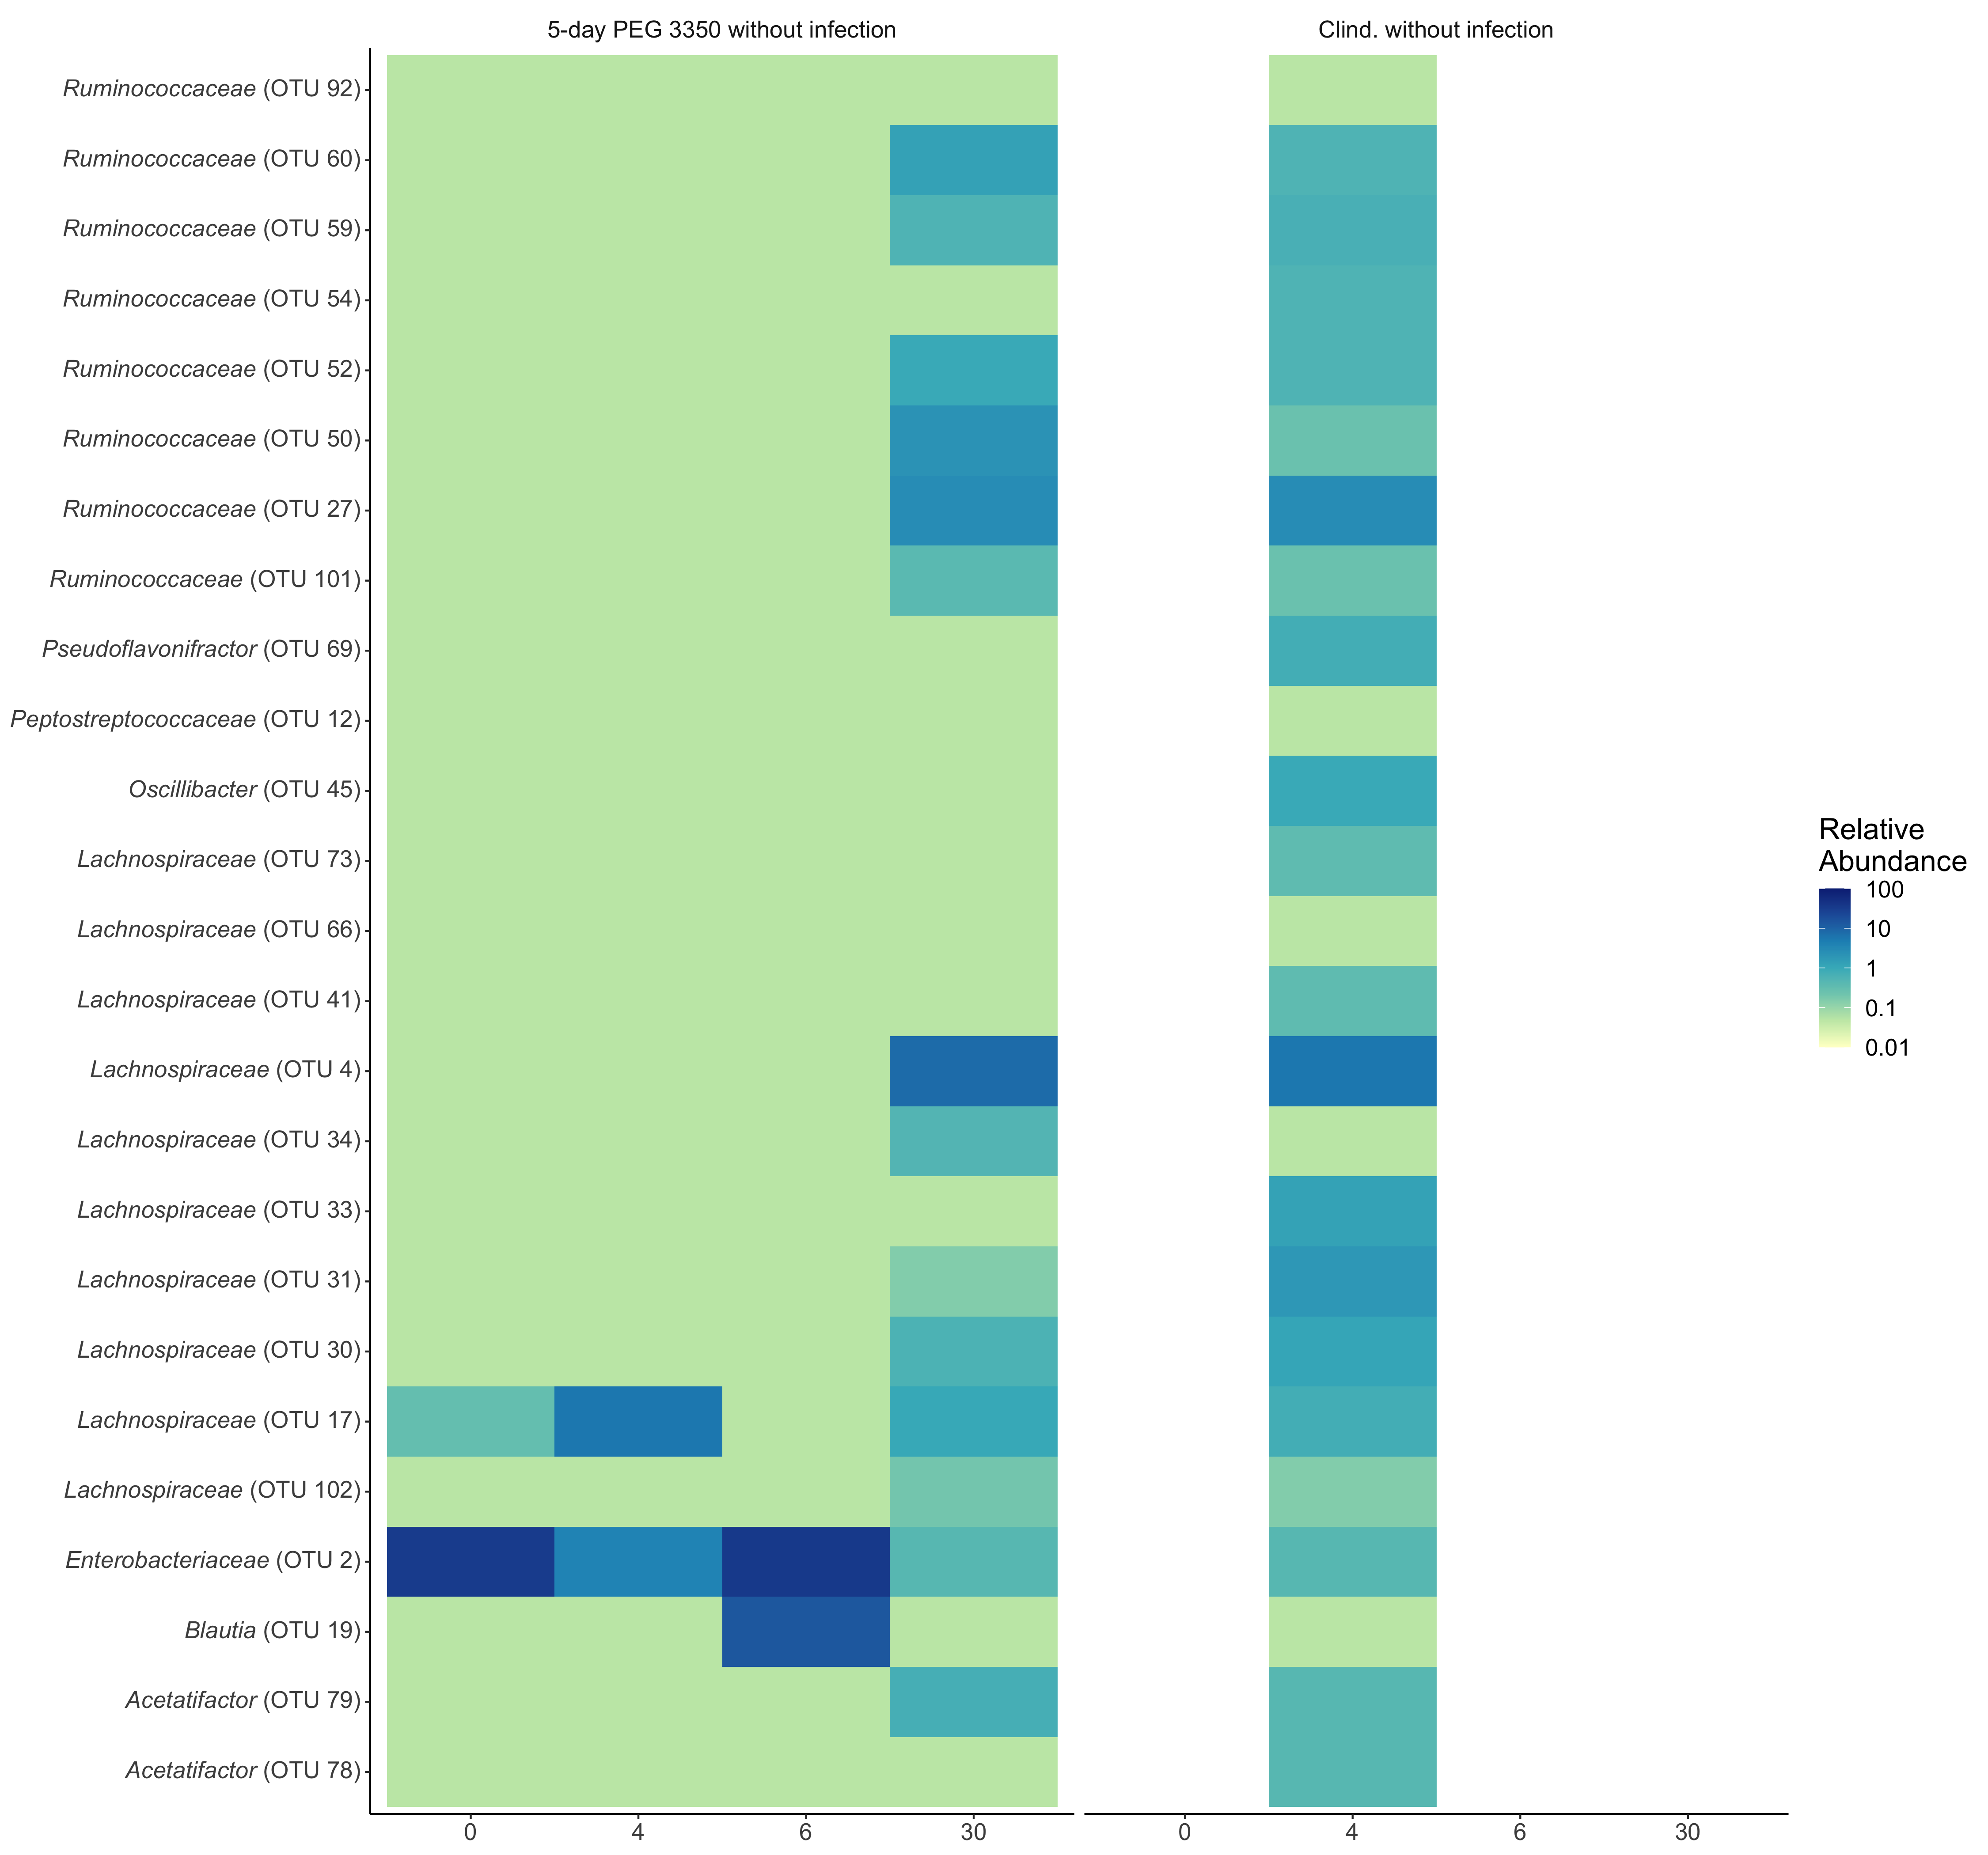 5-day PEG 3350 without infection
Clind. without infection
Ruminococcaceae (OTU 92)
Ruminococcaceae (OTU 60)
Ruminococcaceae (OTU 59)
Ruminococcaceae (OTU 54)
Ruminococcaceae (OTU 52)
Ruminococcaceae (OTU 50)
Ruminococcaceae (OTU 27)
Ruminococcaceae (OTU 101)
Pseudoflavonifractor (OTU 69)
Peptostreptococcaceae (OTU 12)
Oscillibacter (OTU 45)
Lachnospiraceae (OTU 73)
Lachnospiraceae (OTU 66)
Lachnospiraceae (OTU 41)
Lachnospiraceae (OTU 4)
Lachnospiraceae (OTU 34)
Lachnospiraceae (OTU 33)
Lachnospiraceae (OTU 31)
Lachnospiraceae (OTU 30)
Lachnospiraceae (OTU 17)
Lachnospiraceae (OTU 102)
Enterobacteriaceae (OTU 2)
Blautia (OTU 19)
Acetatifactor (OTU 79)
Acetatifactor (OTU 78)
0 4 6 30
0 4 6 30
Relative
Abundance
100
10
1
0.1
0.01